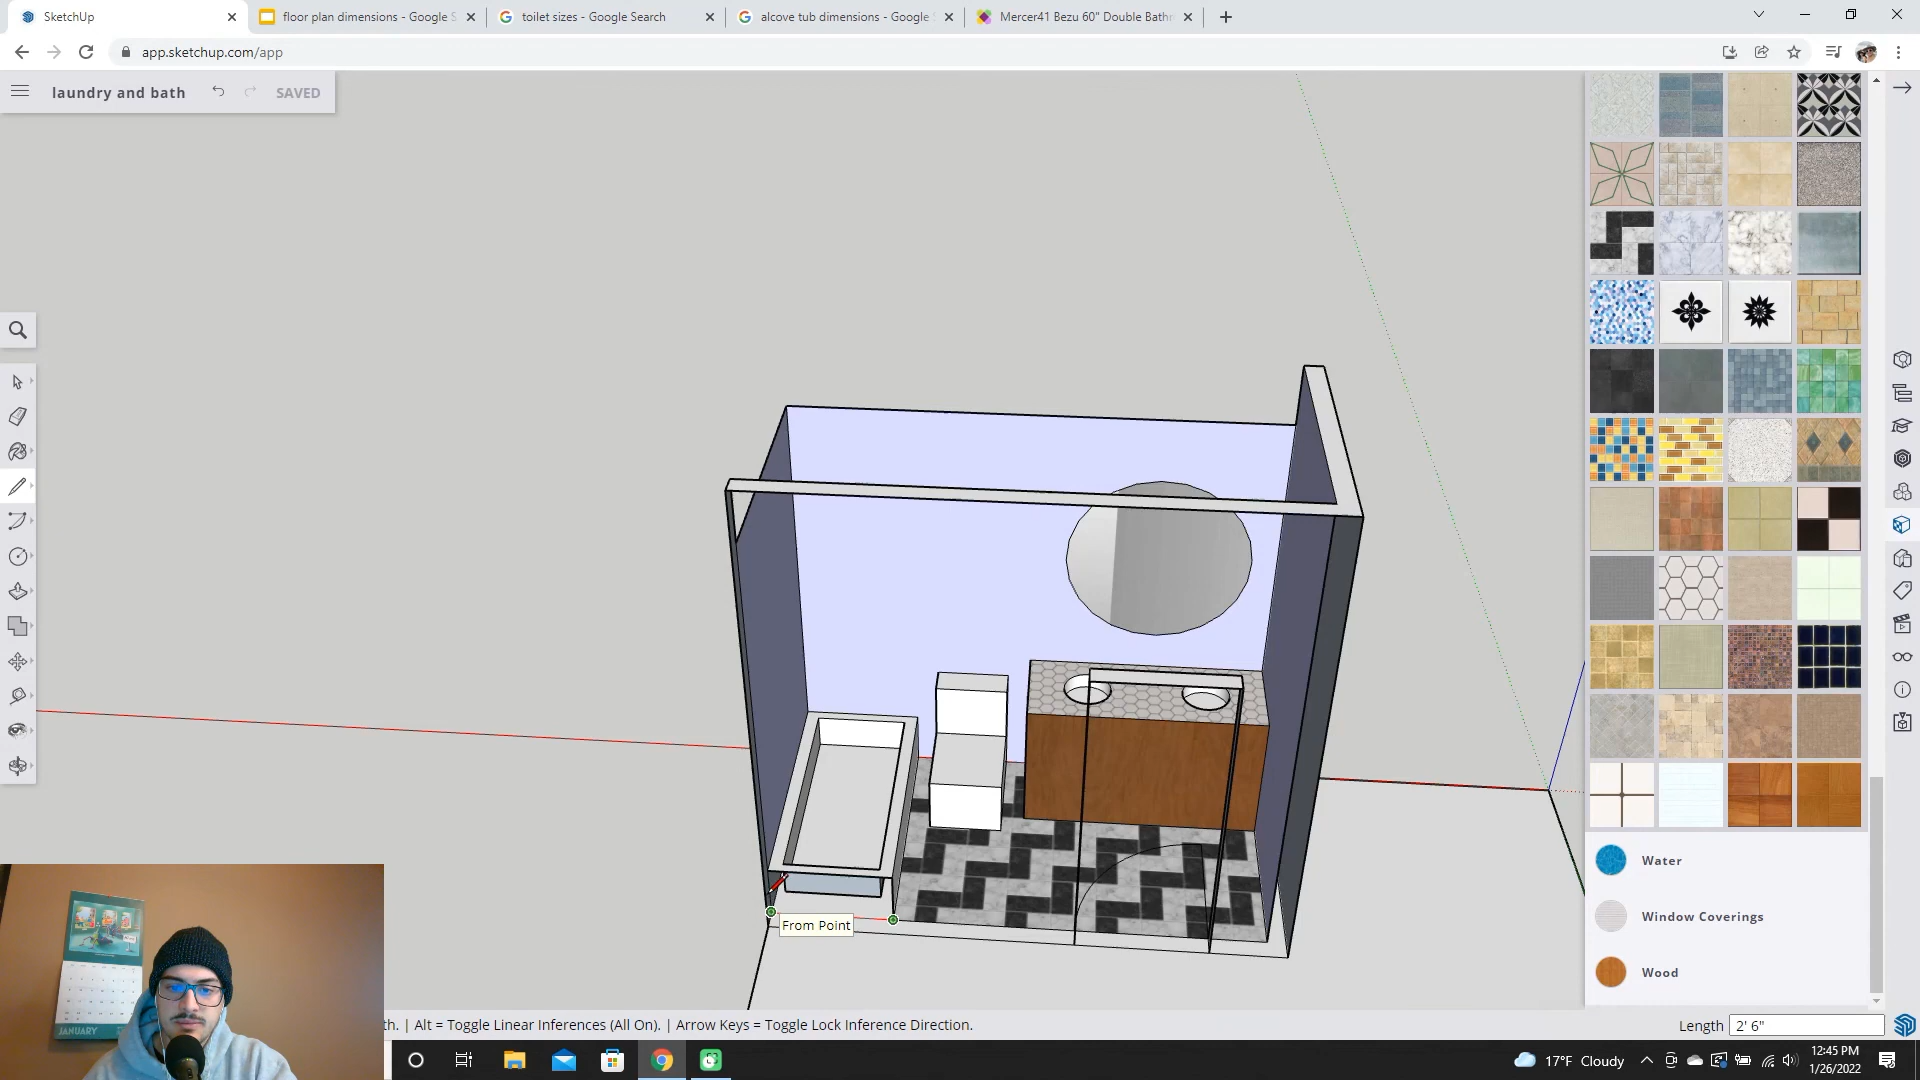 SketchUp
floor plan dimensions - Google S
toilet sizes - Google Search
alcove tub dimensions - Google
Mercer41 Bezu 60" Double Bath
app.sketchup.com/app
laundry and bath
SAVED
From Point
Water
Window Coverings
Wood
JANUARY
th. | Alt = Toggle Linear Inferences (All On). | Arrow Keys = Toggle Lock Inference Direction.
Length 2' 6"
17°F Cloudy
12:45 PM
1/26/2022